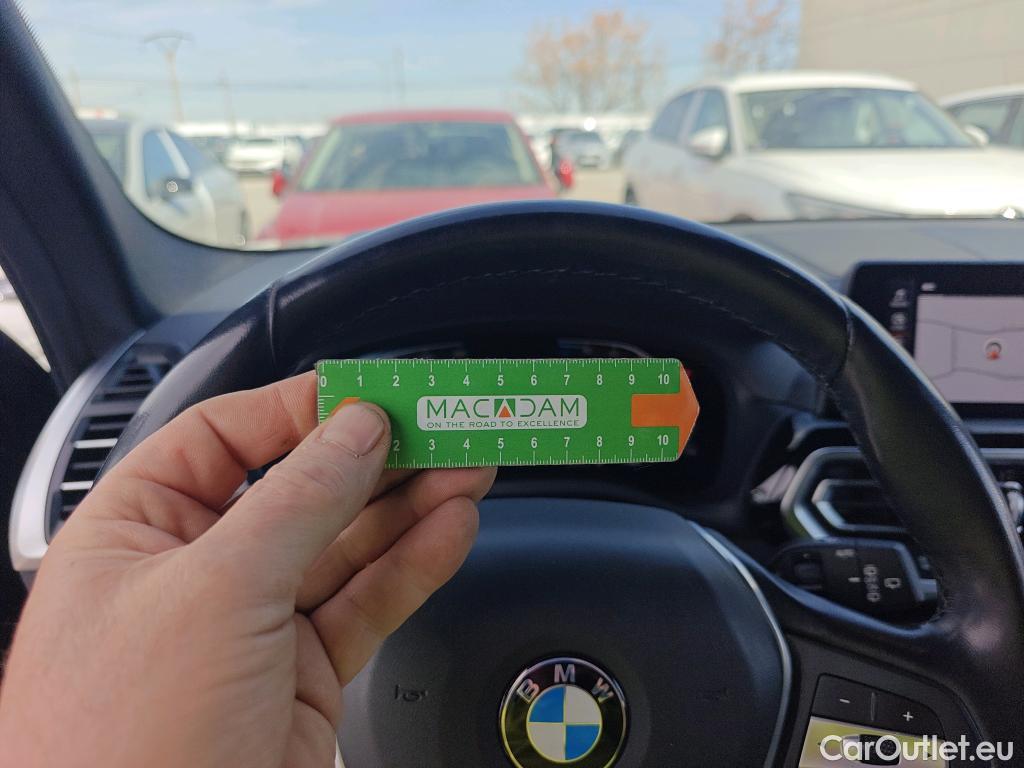 0 1 2 3 4 5 6 7 8 9 10
MACADAM
ON THE ROAD TO EXCELLENCE
2 3 4 5 6 7 8 9 10
BMW
- +
CarOutlet.eu